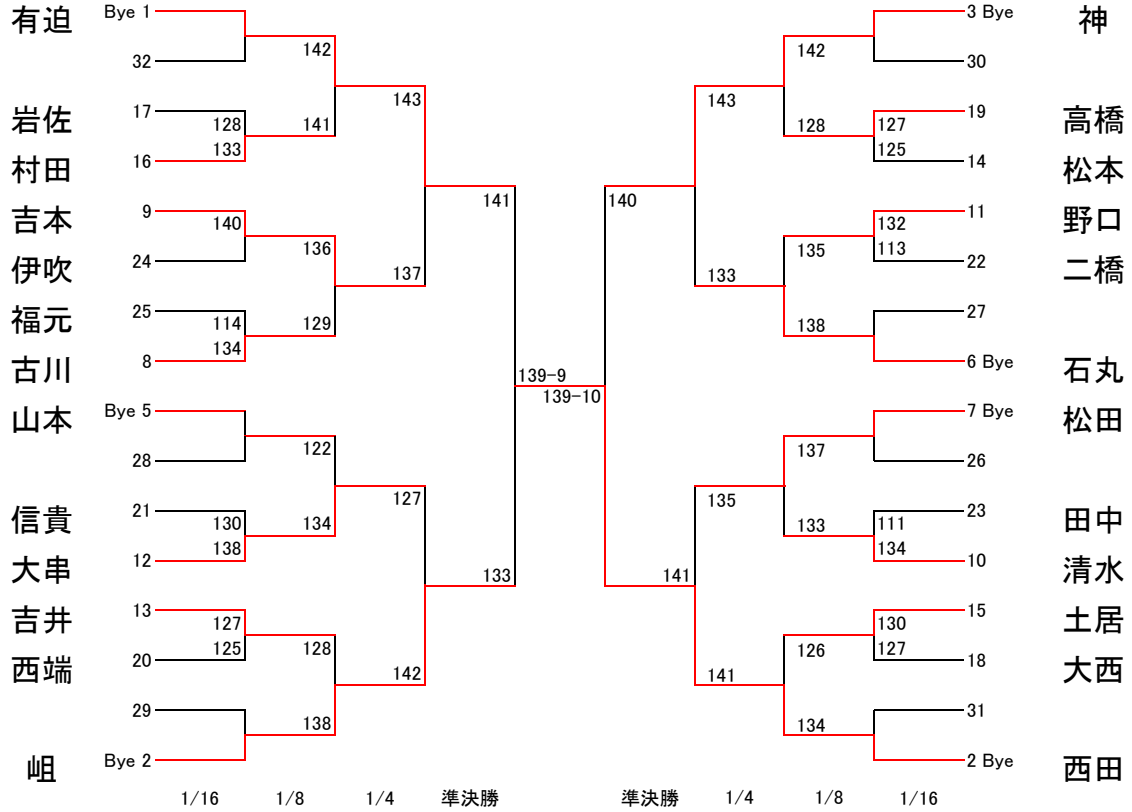 有迫 Bye 1 142 3 Bye 神
32 142 30
143 143
岩佐 17 128 141 128 127 19 高橋
村田 16 133 125 14 松本
141 140
吉本 9 140 132 11 野口
136 135 113
伊吹 24 137 133 22 二橋
福元 25 114 129 138 27
古川 8 134 6 Bye 石丸
139-9
139-10
山本 Bye 5 7 Bye 松田
28 122 137 26
127 135
信貴 21 130 134 133 111 23 田中
大串 12 138 134 10 清水
133 141
吉井 13 127 130 15 土居
西端 20 125 128 126 127 18 大西
142 141
29 138 134 31
岨 Bye 2 2 Bye 西田
1/16 1/8 1/4 準決勝 準決勝 1/4 1/8 1/16